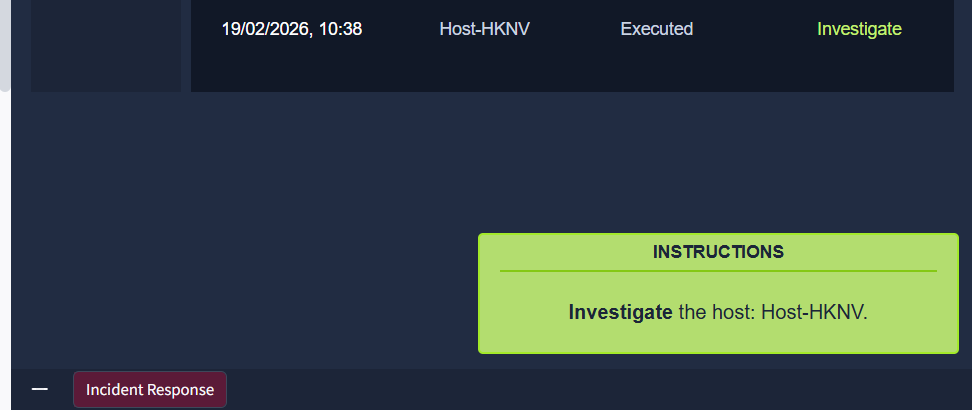 19/02/2026, 10:38 Host-HKNV Executed Investigate
INSTRUCTIONS
Investigate the host: Host-HKNV.
Incident Response